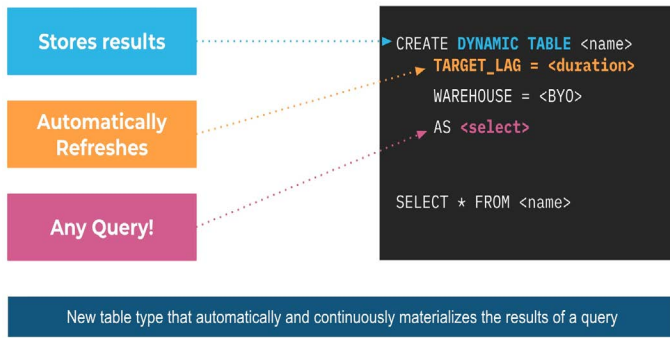 Stores results
Automatically
Refreshes
Any Query!
CREATE DYNAMIC TABLE <name>
TARGET_LAG = <duration>
WAREHOUSE = <BYO>
AS <select>
SELECT * FROM <name>
New table type that automatically and continuously materializes the results of a query